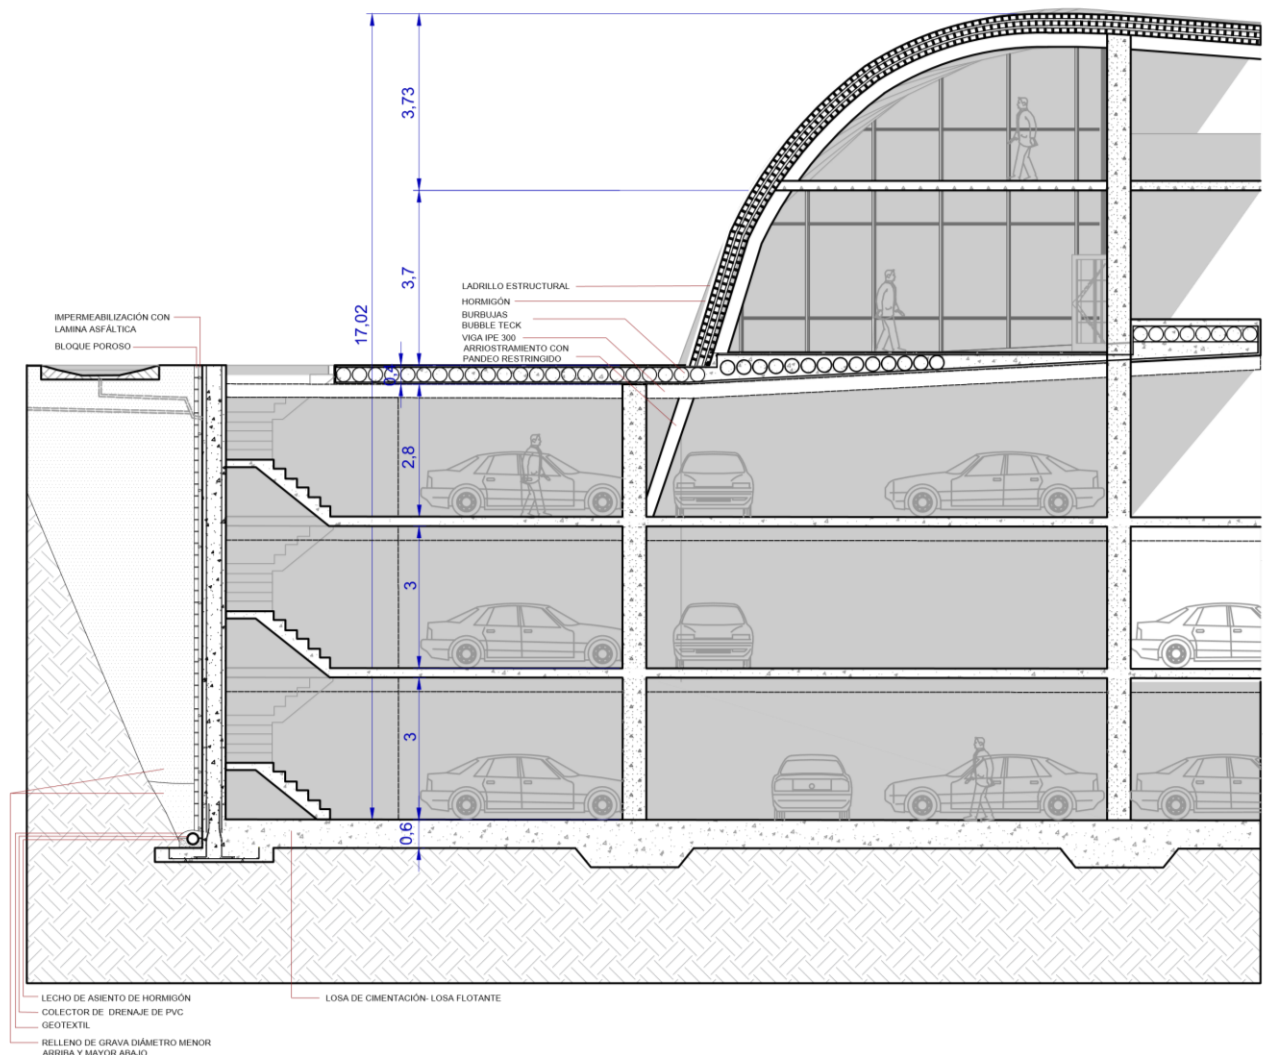 3,73
3,7
17,02
LADRILLO ESTRUCTURAL
HORMIGÓN
BURBUJAS
BUBBLE TECK
VIGA IPE 300
ARRIOSTRAMIENTO CON
PANDEO RESTRINGIDO
IMPERMEABILIZACIÓN CON
LAMINA ASFÁLTICA
BLOQUE POROSO
0,4
2,8
3
3
0,6
LECHO DE ASIENTO DE HORMIGÓN
COLECTOR DE DRENAJE DE PVC
GEOTEXTIL
RELLENO DE GRAVA DIÁMETRO MENOR
ARRIBA Y MAYOR ABAJO
LOSA DE CIMENTACIÓN- LOSA FLOTANTE